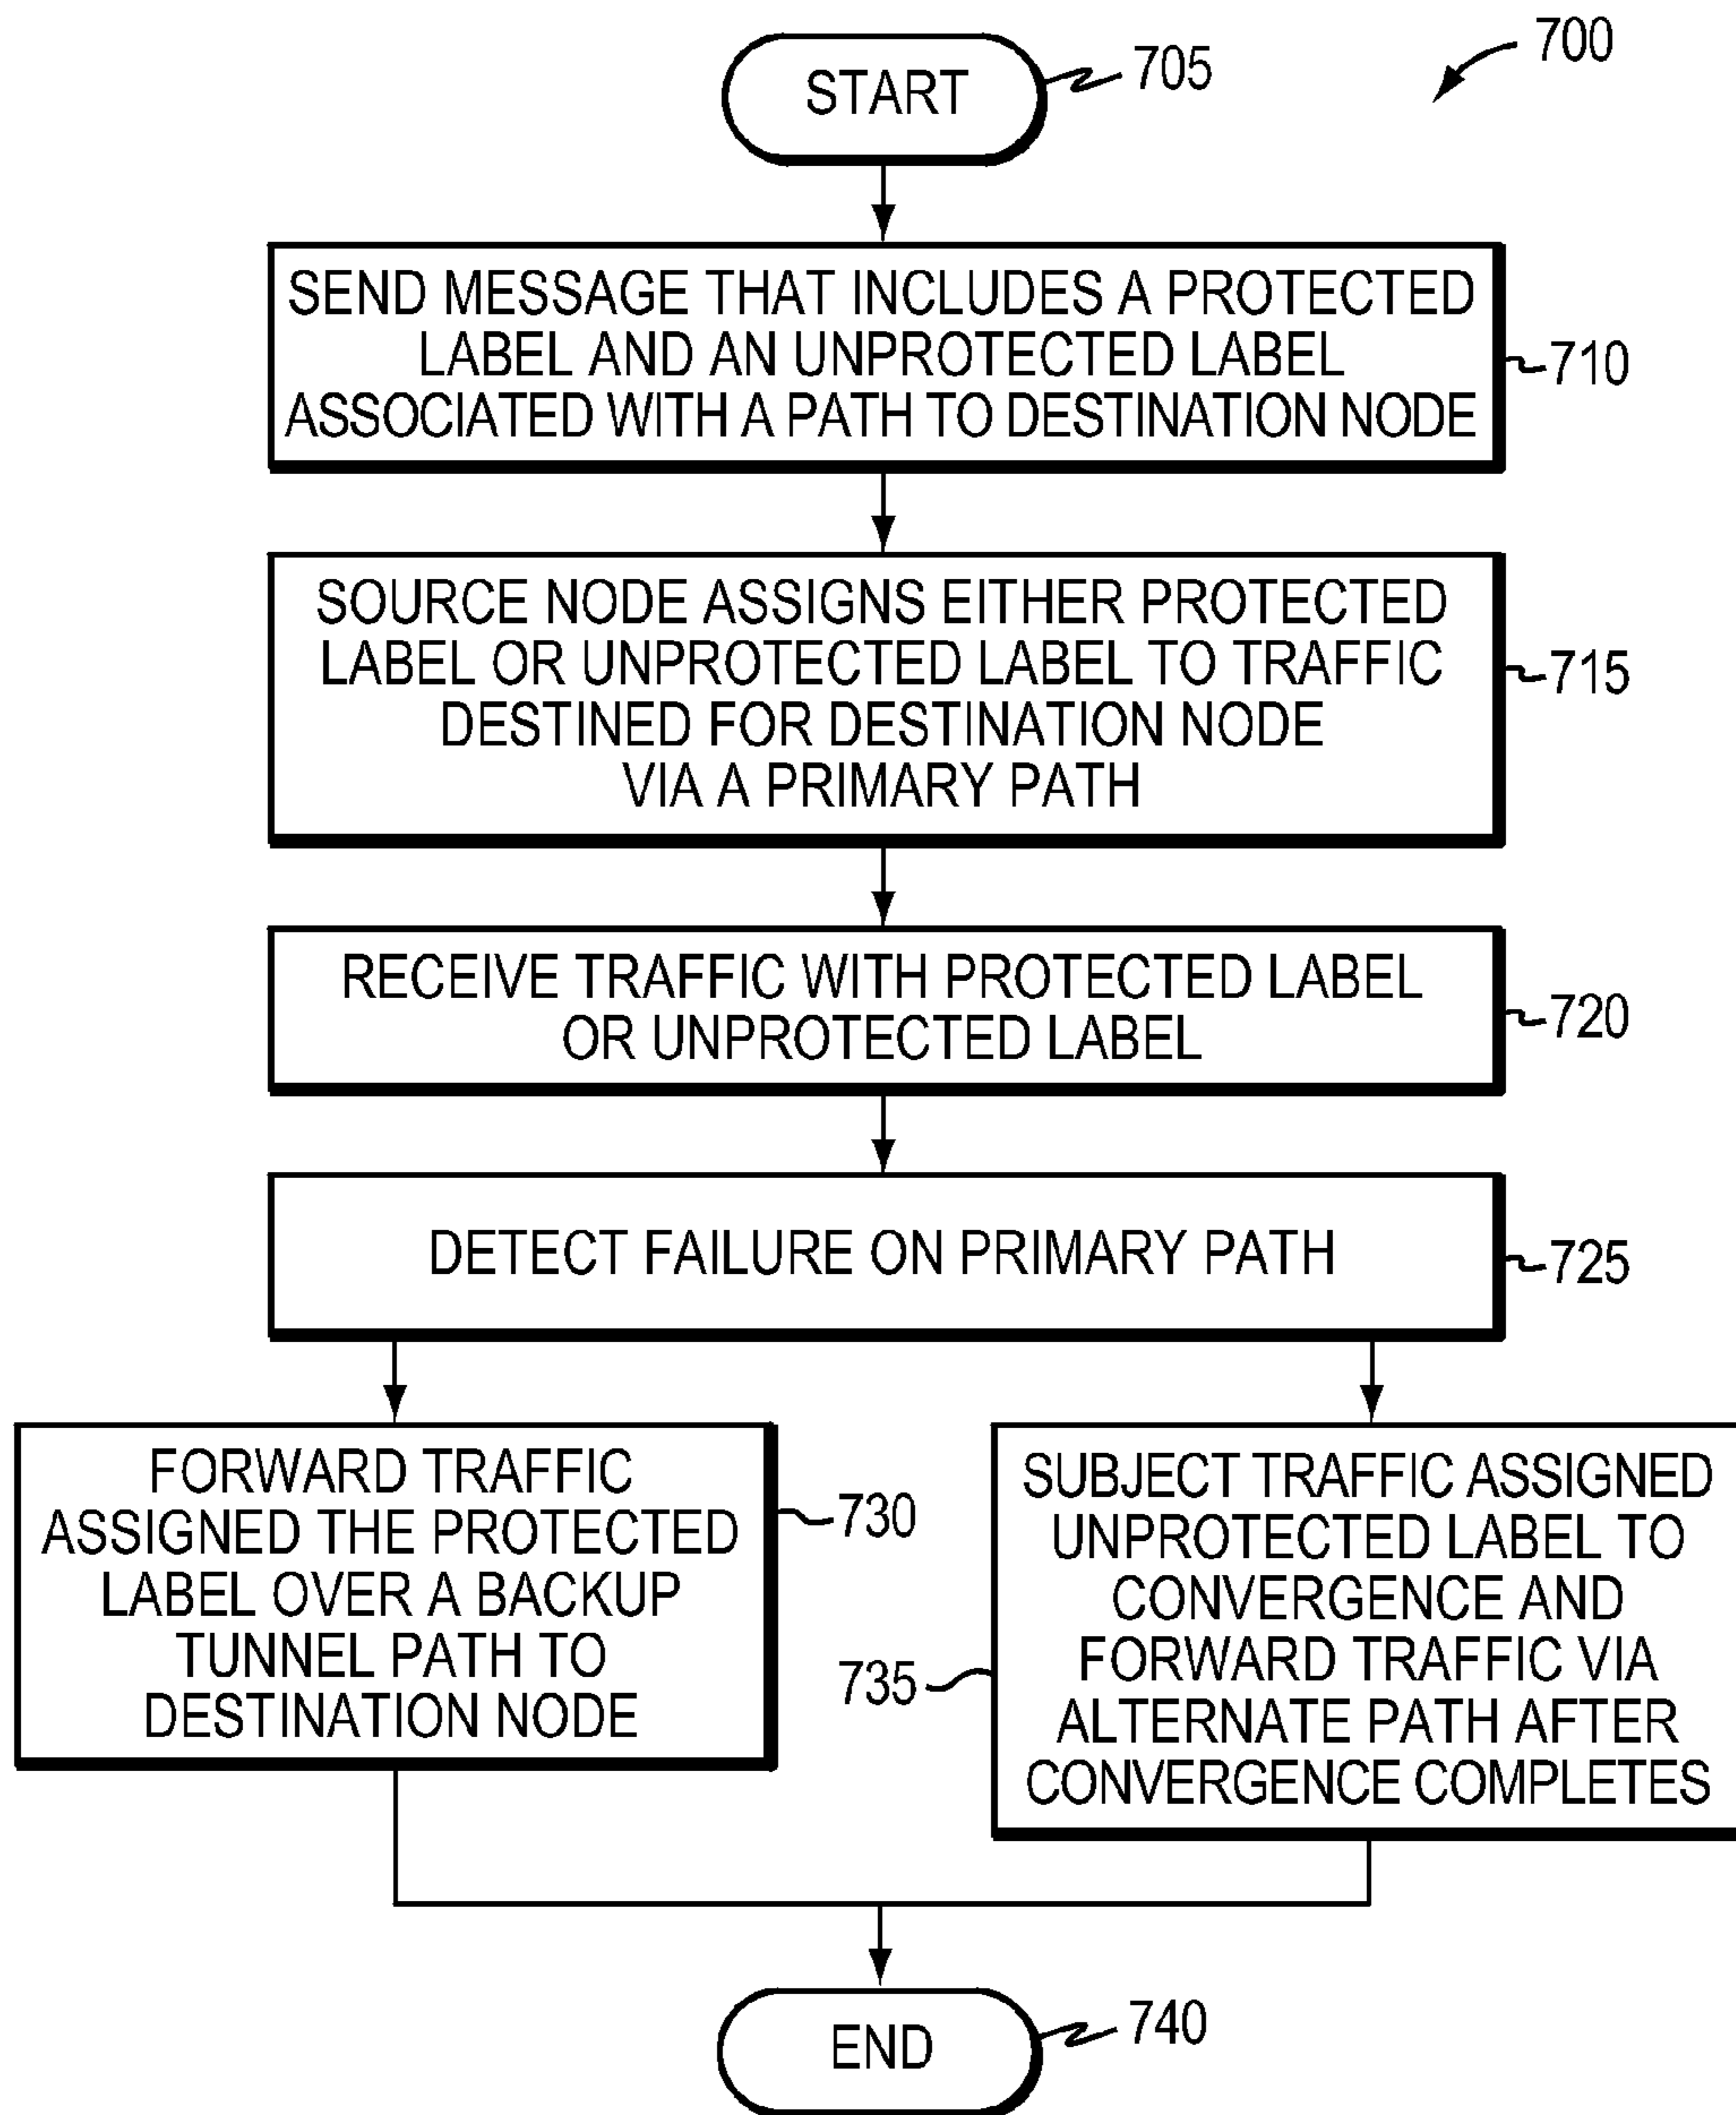 700
START
705
SEND MESSAGE THAT INCLUDES A PROTECTED
LABEL AND AN UNPROTECTED LABEL
ASSOCIATED WITH A PATH TO DESTINATION NODE
710
SOURCE NODE ASSIGNS EITHER PROTECTED
LABEL OR UNPROTECTED LABEL TO TRAFFIC
DESTINED FOR DESTINATION NODE
VIA A PRIMARY PATH
715
RECEIVE TRAFFIC WITH PROTECTED LABEL
OR UNPROTECTED LABEL
720
DETECT FAILURE ON PRIMARY PATH
725
FORWARD TRAFFIC
ASSIGNED THE PROTECTED
LABEL OVER A BACKUP
TUNNEL PATH TO
DESTINATION NODE
730
SUBJECT TRAFFIC ASSIGNED
UNPROTECTED LABEL TO
CONVERGENCE AND
FORWARD TRAFFIC VIA
ALTERNATE PATH AFTER
CONVERGENCE COMPLETES
735
END
740